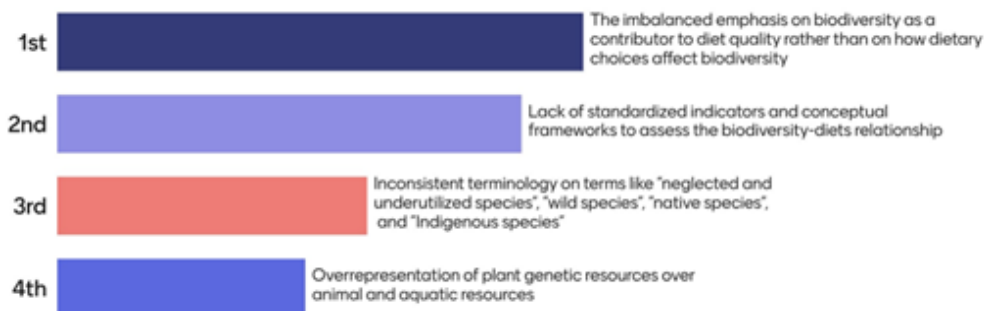 1st
The imbalanced emphasis on biodiversity as a
contributor to diet quality rather than on how dietary
choices affect biodiversity
2nd
Lack of standardized indicators and conceptual
frameworks to assess the biodiversity-diets relationship
3rd
Inconsistent terminology on terms like "neglected and
underutilized species", "wild species", "native species",
and "Indigenous species"
4th
Overrepresentation of plant genetic resources over
animal and aquatic resources